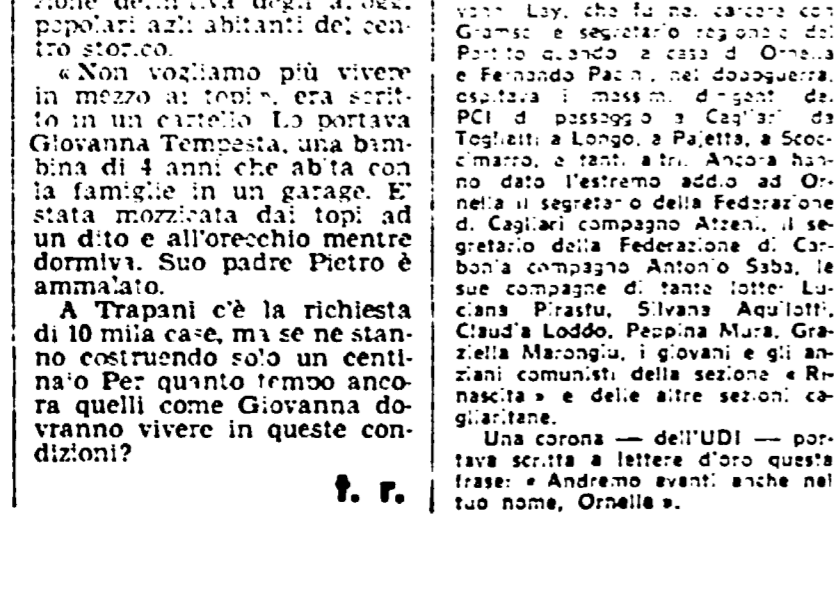 popolari agli abitanti del cen-
tro storico.
« Non vogliamo più vivere
in mezzo ai topi », era scrit-
to in un cartello. Lo portava
Giovanna Tempesta, una bam-
bina di 4 anni che abita con
la famiglie in un garage. E'
stata mozzicata dai topi ad
un dito e all'orecchio mentre
dormiva. Suo padre Pietro è
ammalato.
A Trapani c'è la richiesta
di 10 mila case, ma se ne stan-
no costruendo solo un centi-
naio Per quanto tempo anco-
ra quelli come Giovanna do-
vranno vivere in queste con-
dizioni?
t. r.
Lay, che fu nel carcere con
Gramsci e segretario regionale del
Partito quando la casa di Ornella
e Fernando Pacini, nel dopoguerra,
ospitava i massimi dirigenti del
PCI di passaggio a Cagliari da
Togliatti a Longo, a Pajetta, a Scoc-
cimarro, a tanti altri. Ancora han-
no dato l'estremo addio ad Or-
nella il segretario della Federazione
di Cagliari compagno Atzeni, il se-
gretario della Federazione di Car-
bonia compagno Antonio Saba, le
sue compagne di tante lotte: Lu-
ciana Pirastu, Silvana Aquilotti,
Claudia Loddo, Peppina Mura, Gra-
ziella Marongiu, i giovani e gli an-
ziani comunisti della sezione « Ri-
nascita » e delle altre sezioni ca-
gliaritane.
Una corona — dell'UDI — por-
tava scritta a lettere d'oro questa
frase: « Andremo avanti anche nel
tuo nome, Ornella ».